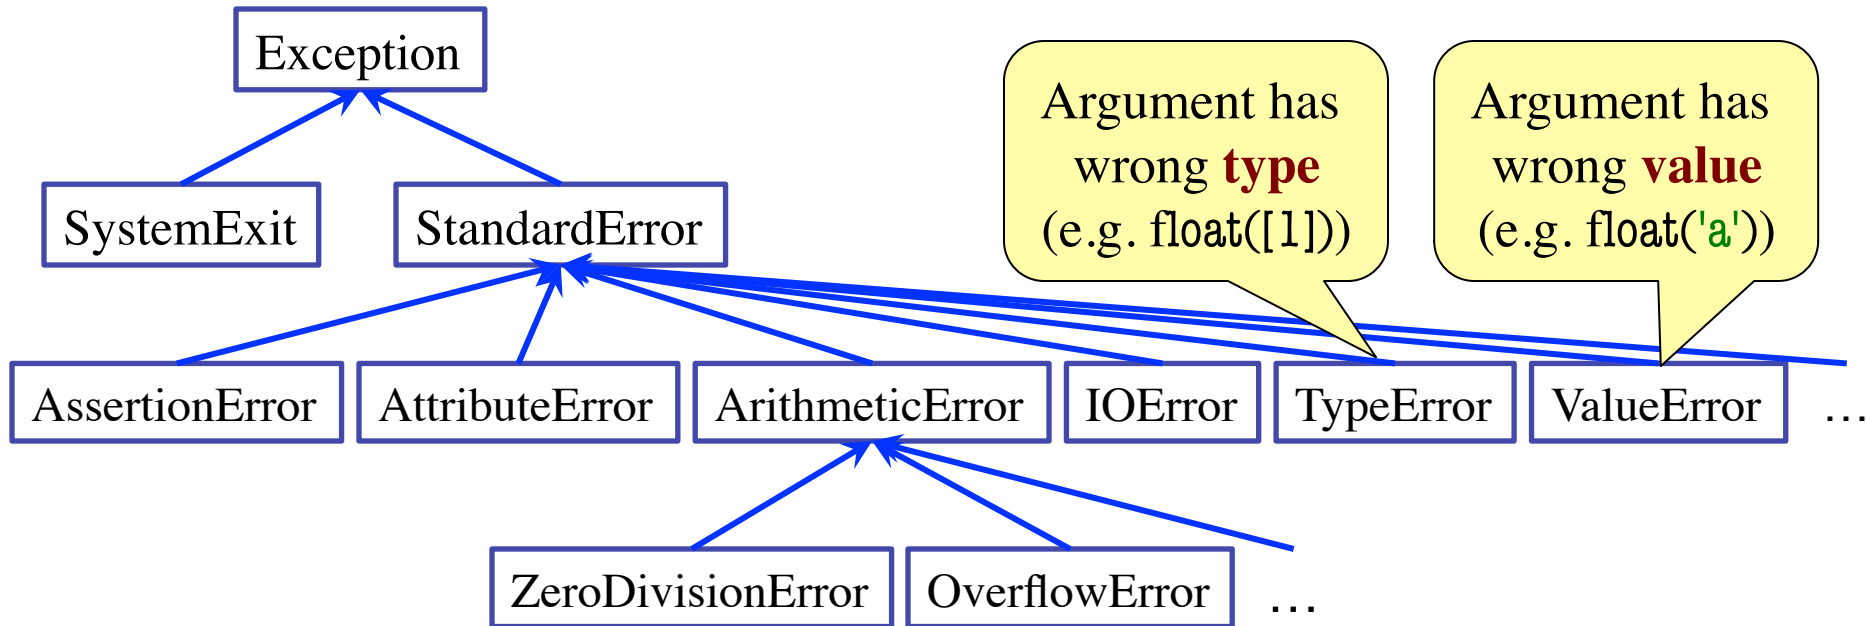 Exception
Argument has
wrong type
(e.g. float([1]))
Argument has
wrong value
(e.g. float('a'))
SystemExit
StandardError
AssertionError
AttributeError
ArithmeticError
IOError
TypeError
ValueError
...
ZeroDivisionError
OverflowError
...